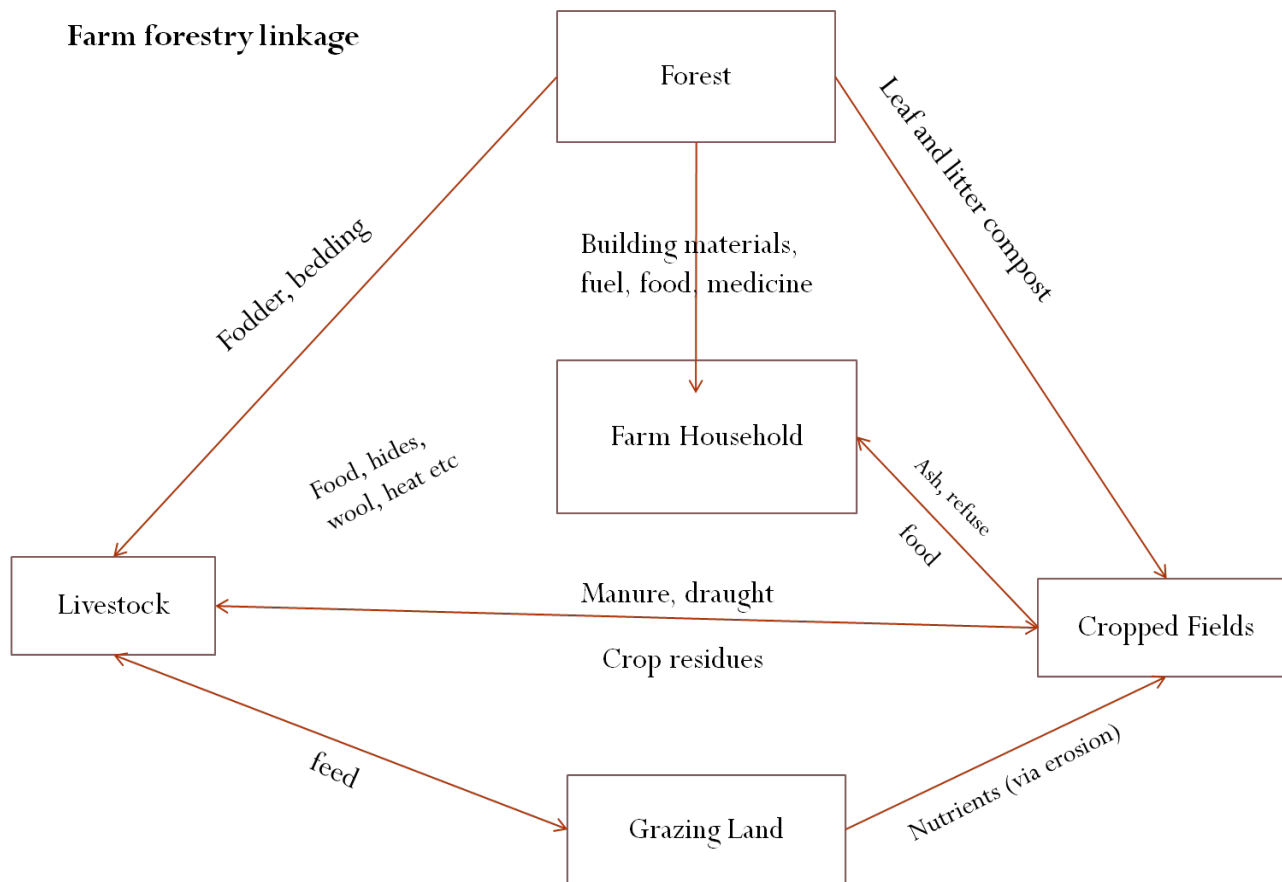 Farm forestry linkage
Forest
Leaf and litter compost
Building materials,
fuel, food, medicine
Fodder, bedding
Farm Household
Food, hides,
wool, heat etc
Ash, refuse
food
Livestock
Manure, draught
Cropped Fields
Crop residues
feed
Nutrients (via erosion)
Grazing Land